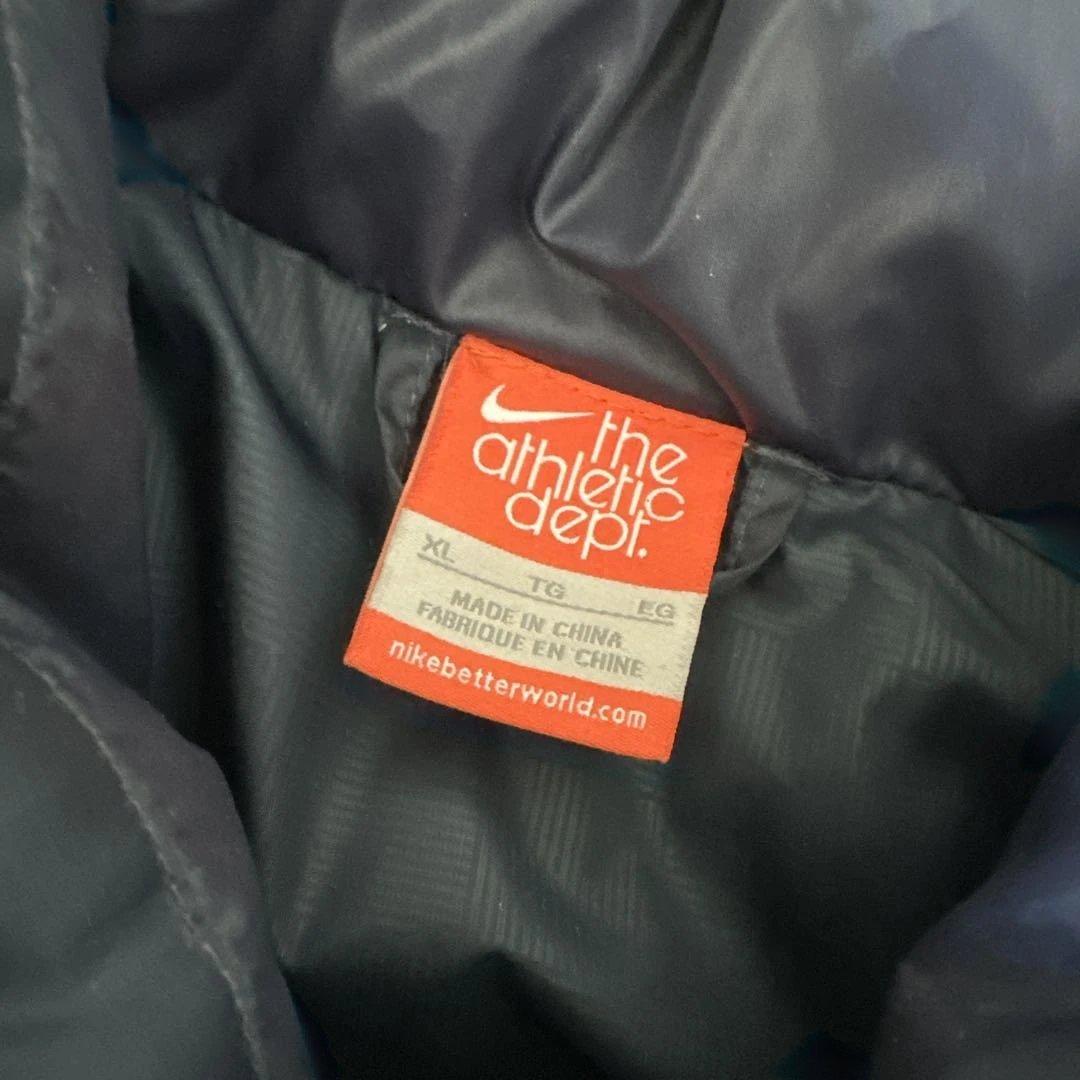 the
athletic
dept.
XL TG EG
MADE IN CHINA
FABRIQUE EN CHINE
nikebetterworld.com